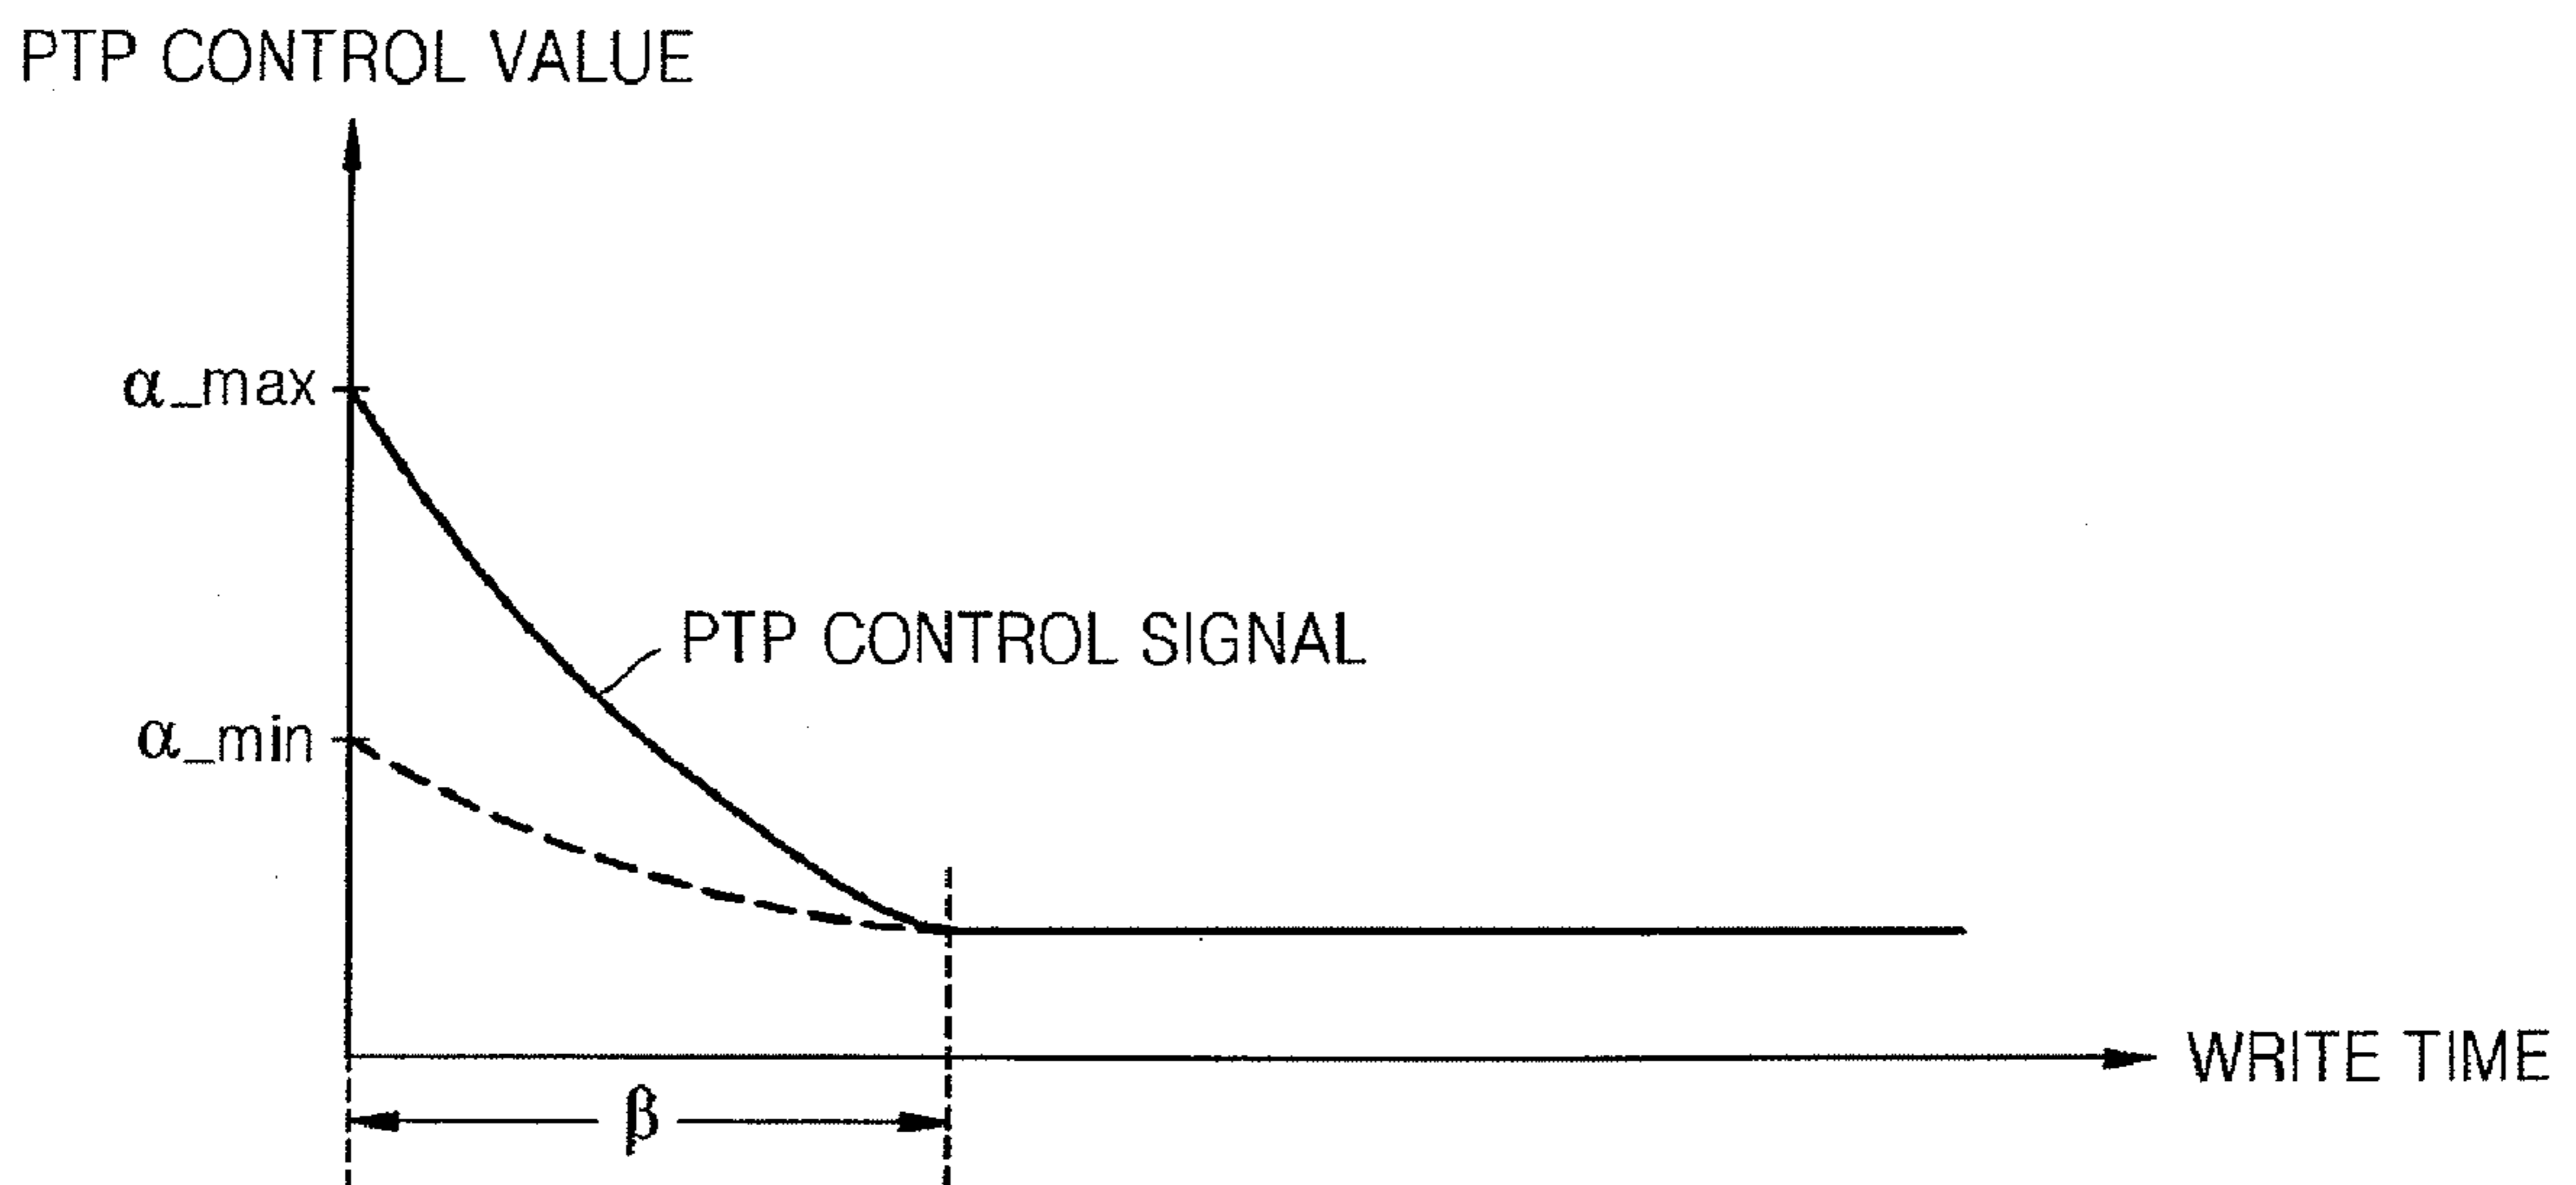 PTP CONTROL VALUE
α_max
PTP CONTROL SIGNAL
α_min
WRITE TIME
β